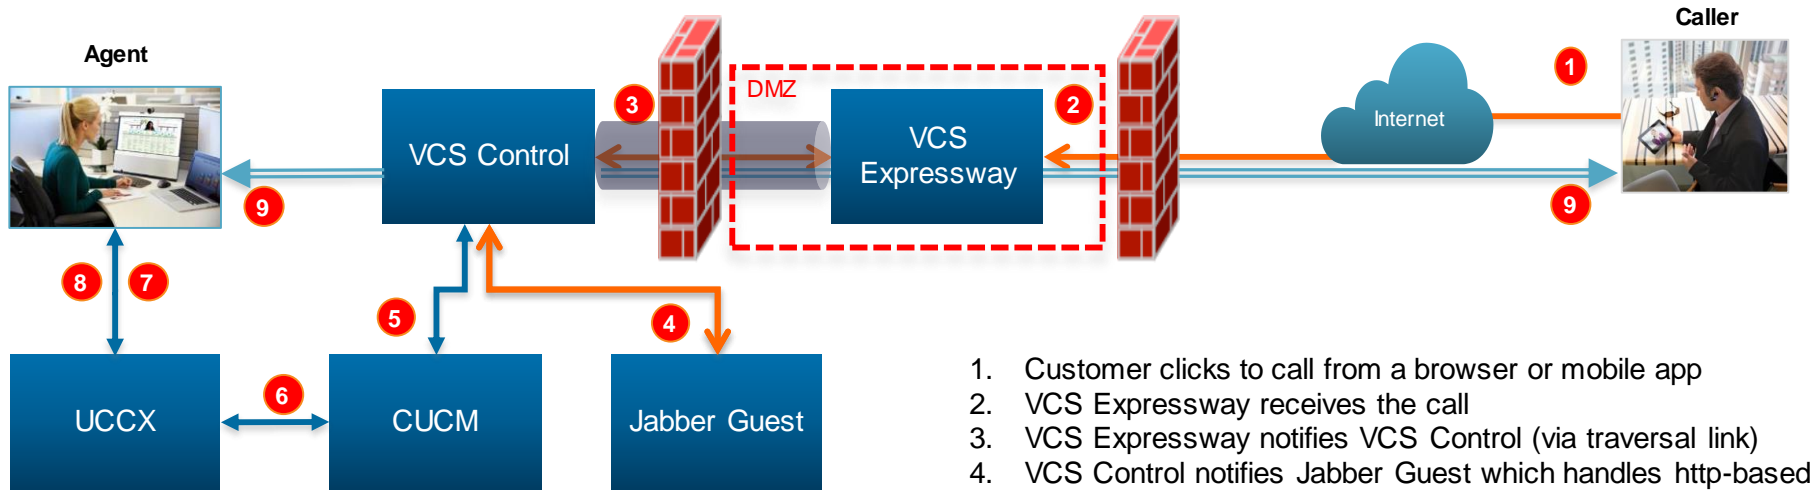 Caller
Agent
1
DMZ
3
2
Internet
VCS Control
VCS
Expressway
9
9
8
7
5
4
6
UCCX
CUCM
Jabber Guest
1. Customer clicks to call from a browser or mobile app
2. VCS Expressway receives the call
3. VCS Expressway notifies VCS Control (via traversal link)
4. VCS Control notifies Jabber Guest which handles http-based